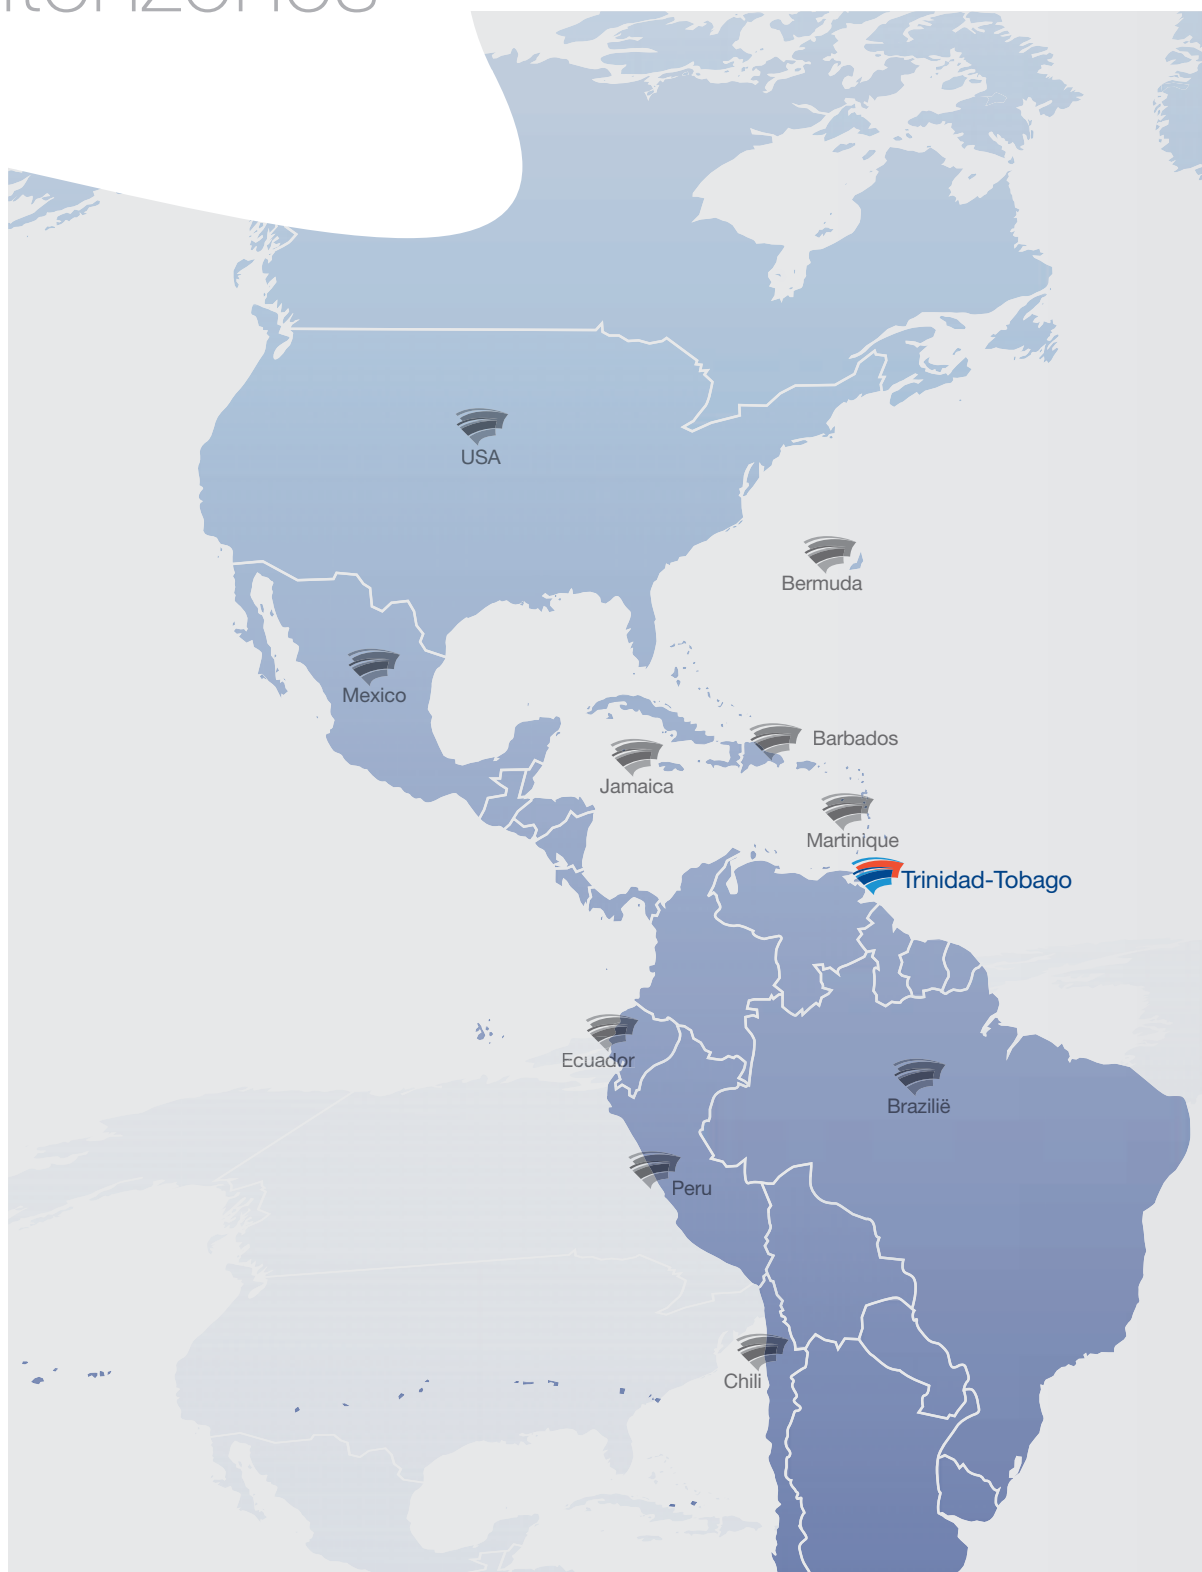 USA
Bermuda
Mexico
Barbados
Jamaica
Martinique
Trinidad-Tobago
Ecuador
Brazilië
Peru
Chili